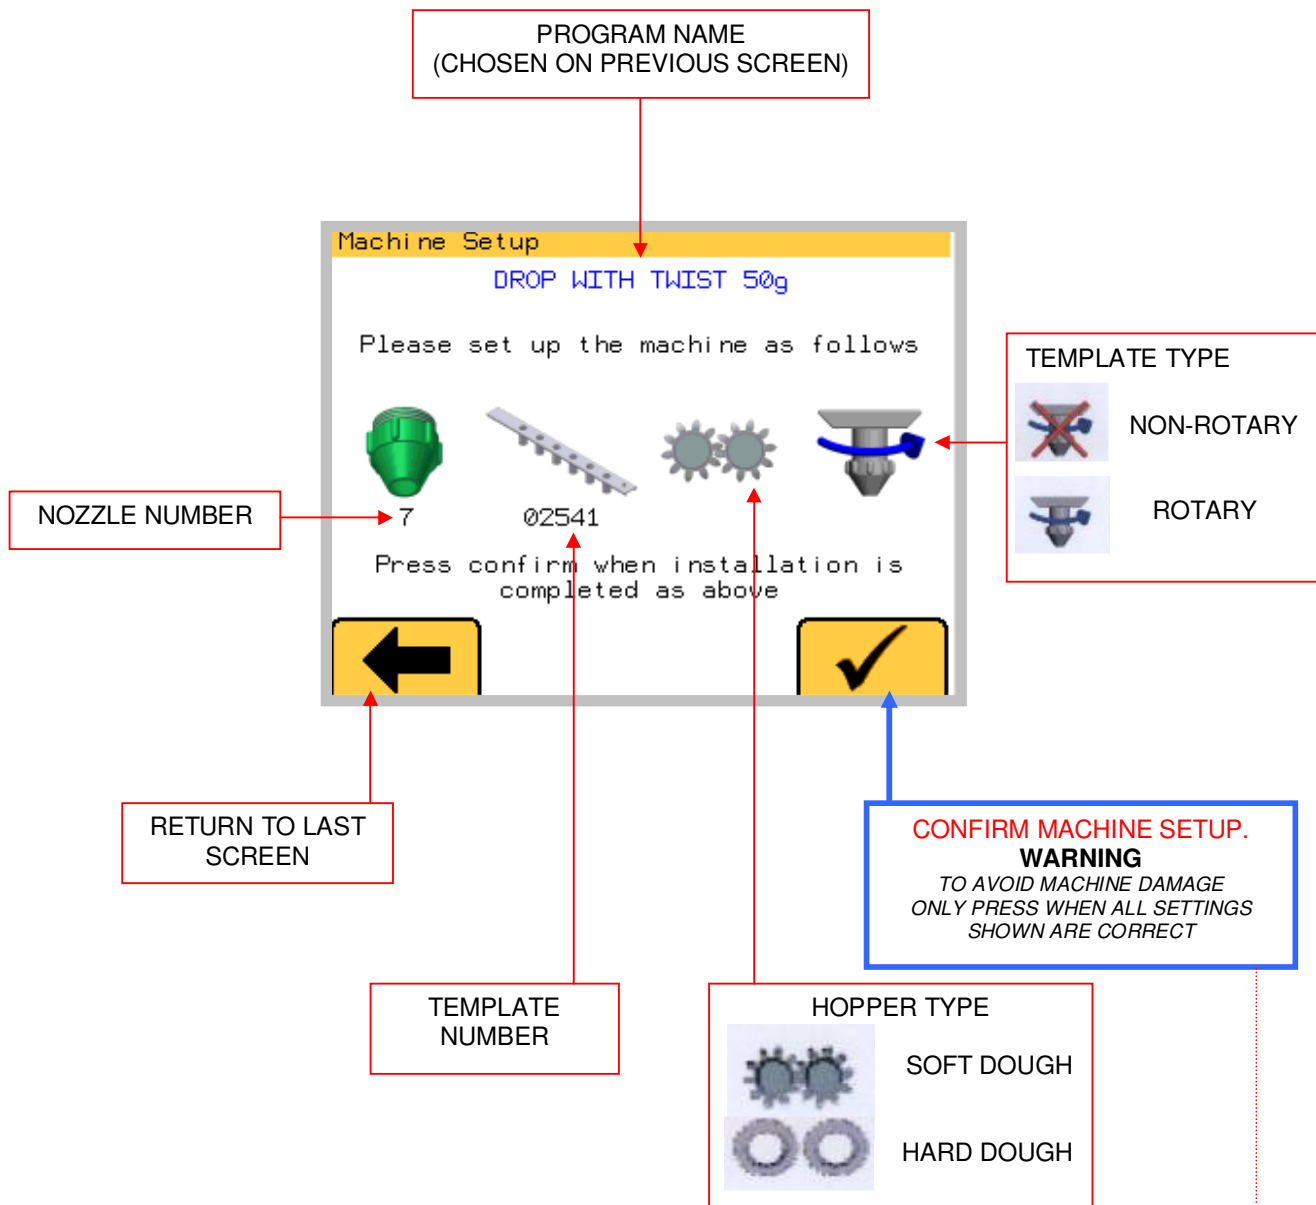 PROGRAM NAME
(CHOSEN ON PREVIOUS SCREEN)
Machine Setup
DROP WITH TWIST 50g
Please set up the machine as follows
TEMPLATE TYPE
NON-ROTARY
ROTARY
NOZZLE NUMBER
7
02541
Press confirm when installation is
completed as above
RETURN TO LAST
SCREEN
CONFIRM MACHINE SETUP.
WARNING
TO AVOID MACHINE DAMAGE
ONLY PRESS WHEN ALL SETTINGS
SHOWN ARE CORRECT
TEMPLATE
NUMBER
HOPPER TYPE
SOFT DOUGH
HARD DOUGH